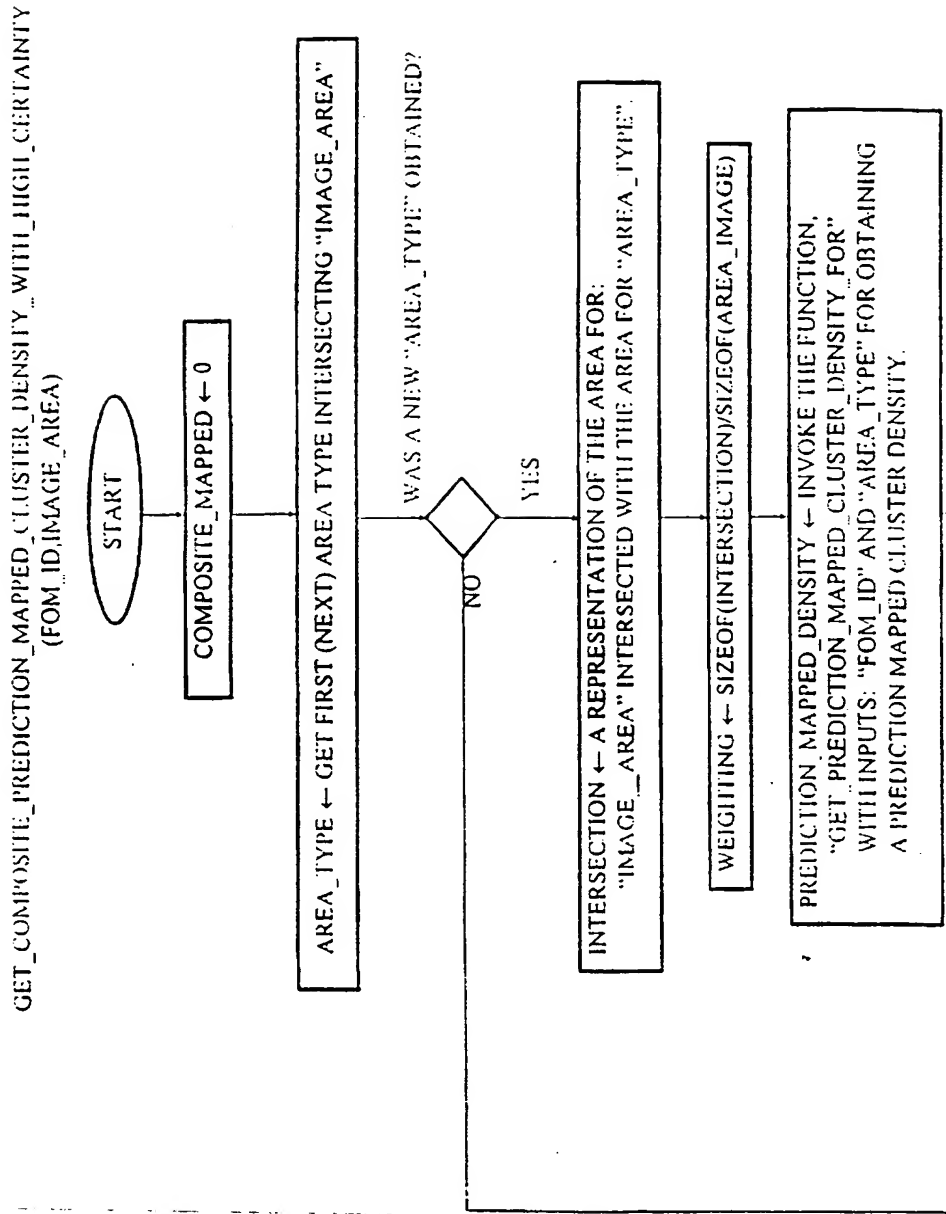 GET_COMPOSITE_PREDICTION_MAPPED_CLUSTER_DENSITY_WITH_HIGH_CERTAINTY
(FOM_ID,IMAGE_AREA)
START
COMPOSITE_MAPPED ← 0
AREA_TYPE ← GET FIRST (NEXT) AREA TYPE INTERSECTING "IMAGE_AREA"
WAS A NEW "AREA_TYPE" OBTAINED?
NO
YES
INTERSECTION ← A REPRESENTATION OF THE AREA FOR:
"IMAGE_AREA" INTERSECTED WITH THE AREA FOR "AREA_TYPE".
WEIGHTING ← SIZEOF(INTERSECTION)/SIZEOF(AREA_IMAGE)
PREDICTION_MAPPED_DENSITY ← INVOKE THE FUNCTION,
"GET_PREDICTION_MAPPED_CLUSTER_DENSITY_FOR"
WITH INPUTS: "FOM_ID" AND "AREA_TYPE" FOR OBTAINING
A PREDICTION MAPPED CLUSTER DENSITY.